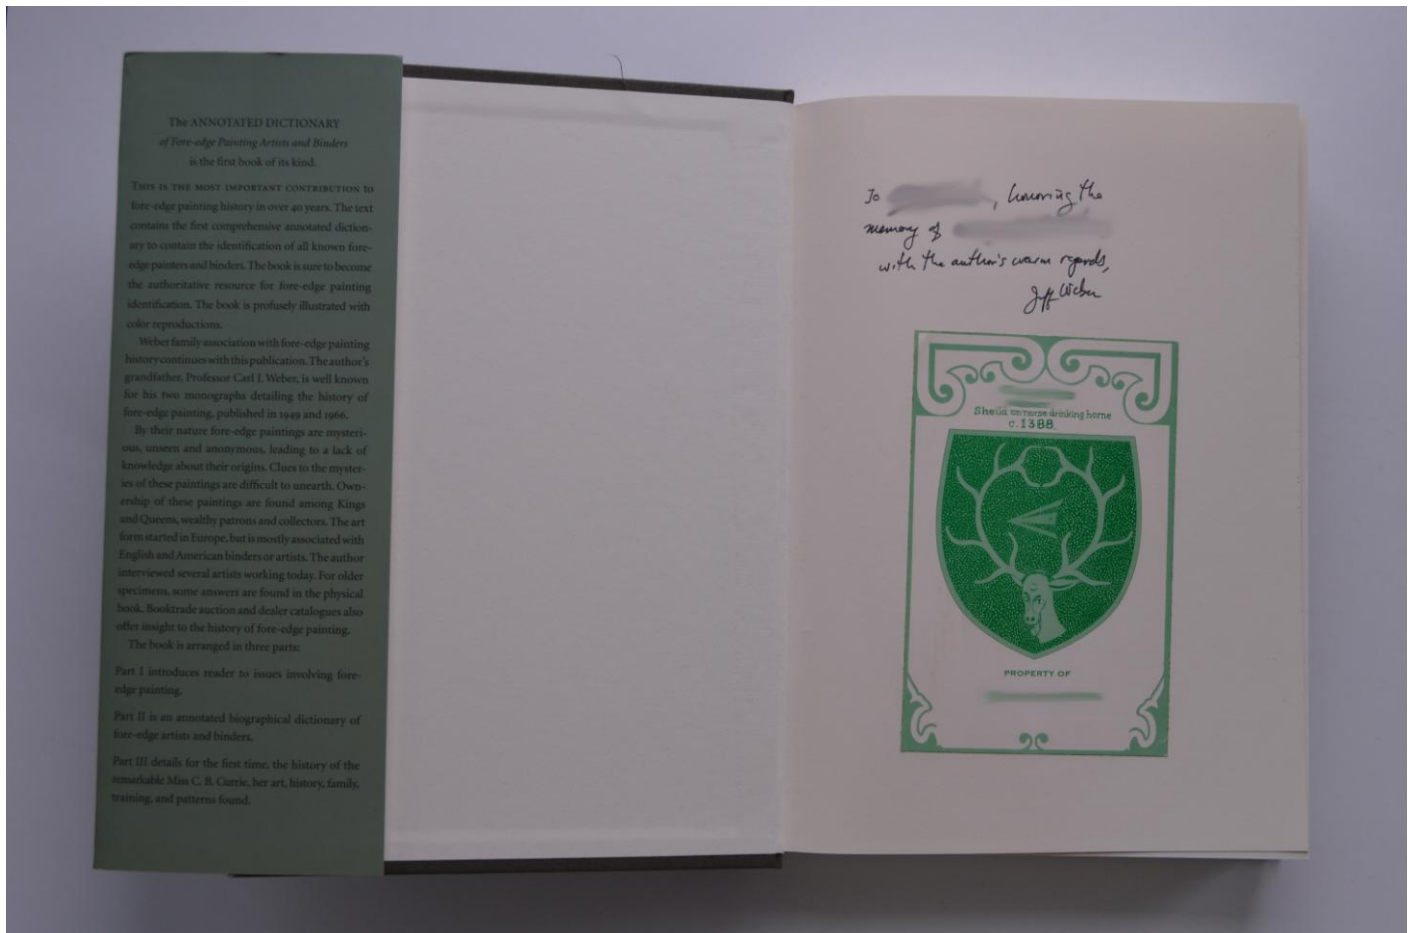 The ANNOTATED DICTIONARY
of Fore-edge Painting Artists and Binders
is the first book of its kind.
THIS IS THE MOST IMPORTANT CONTRIBUTION to
fore-edge painting history in over 40 years. The text
contains the first comprehensive annotated diction-
ary to contain the identification of all known fore-
edge painters and binders. The book is sure to become
the authoritative resource for fore-edge painting
identification. The book is profusely illustrated with
color reproductions.
Weber family association with fore-edge painting
history continues with this publication. The author's
grandfather, Professor Carl J. Weber, is well known
for his two monographs detailing the history of
fore-edge painting, published in 1949 and 1966.
By their nature fore-edge paintings are mysteri-
ous, unseen and anonymous, leading to a lack of
knowledge about their origins. Clues to the myster-
ies of these paintings are difficult to unearth. Own-
ership of these paintings are found among Kings
and Queens, wealthy patrons and collectors. The art
form started in Europe, but is mostly associated with
English and American binders or artists. The author
interviewed several artists working today. For older
specimens, some answers are found in the physical
book. Booktrade auction and dealer catalogues also
offer insight to the history of fore-edge painting.
The book is arranged in three parts:
Part I introduces reader to issues involving fore-
edge painting.
Part II is an annotated biographical dictionary of
fore-edge artists and binders.
Part III details for the first time, the history of the
remarkable Miss C. B. Currie, her art, history, family,
training, and patterns found.
To , honoring the
memory of
with the author's warm regards,
Jeff Weber
on norse drinking horne
c.1388.
PROPERTY OF